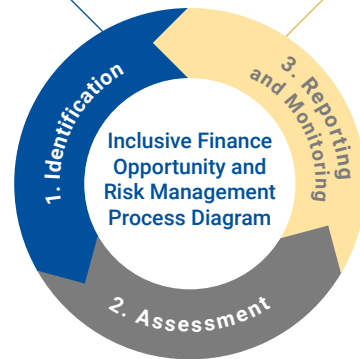 Inclusive Finance
Opportunity and
Risk Management
Process Diagram
1. Identification
2. Assessment
3. Reporting
and Monitoring